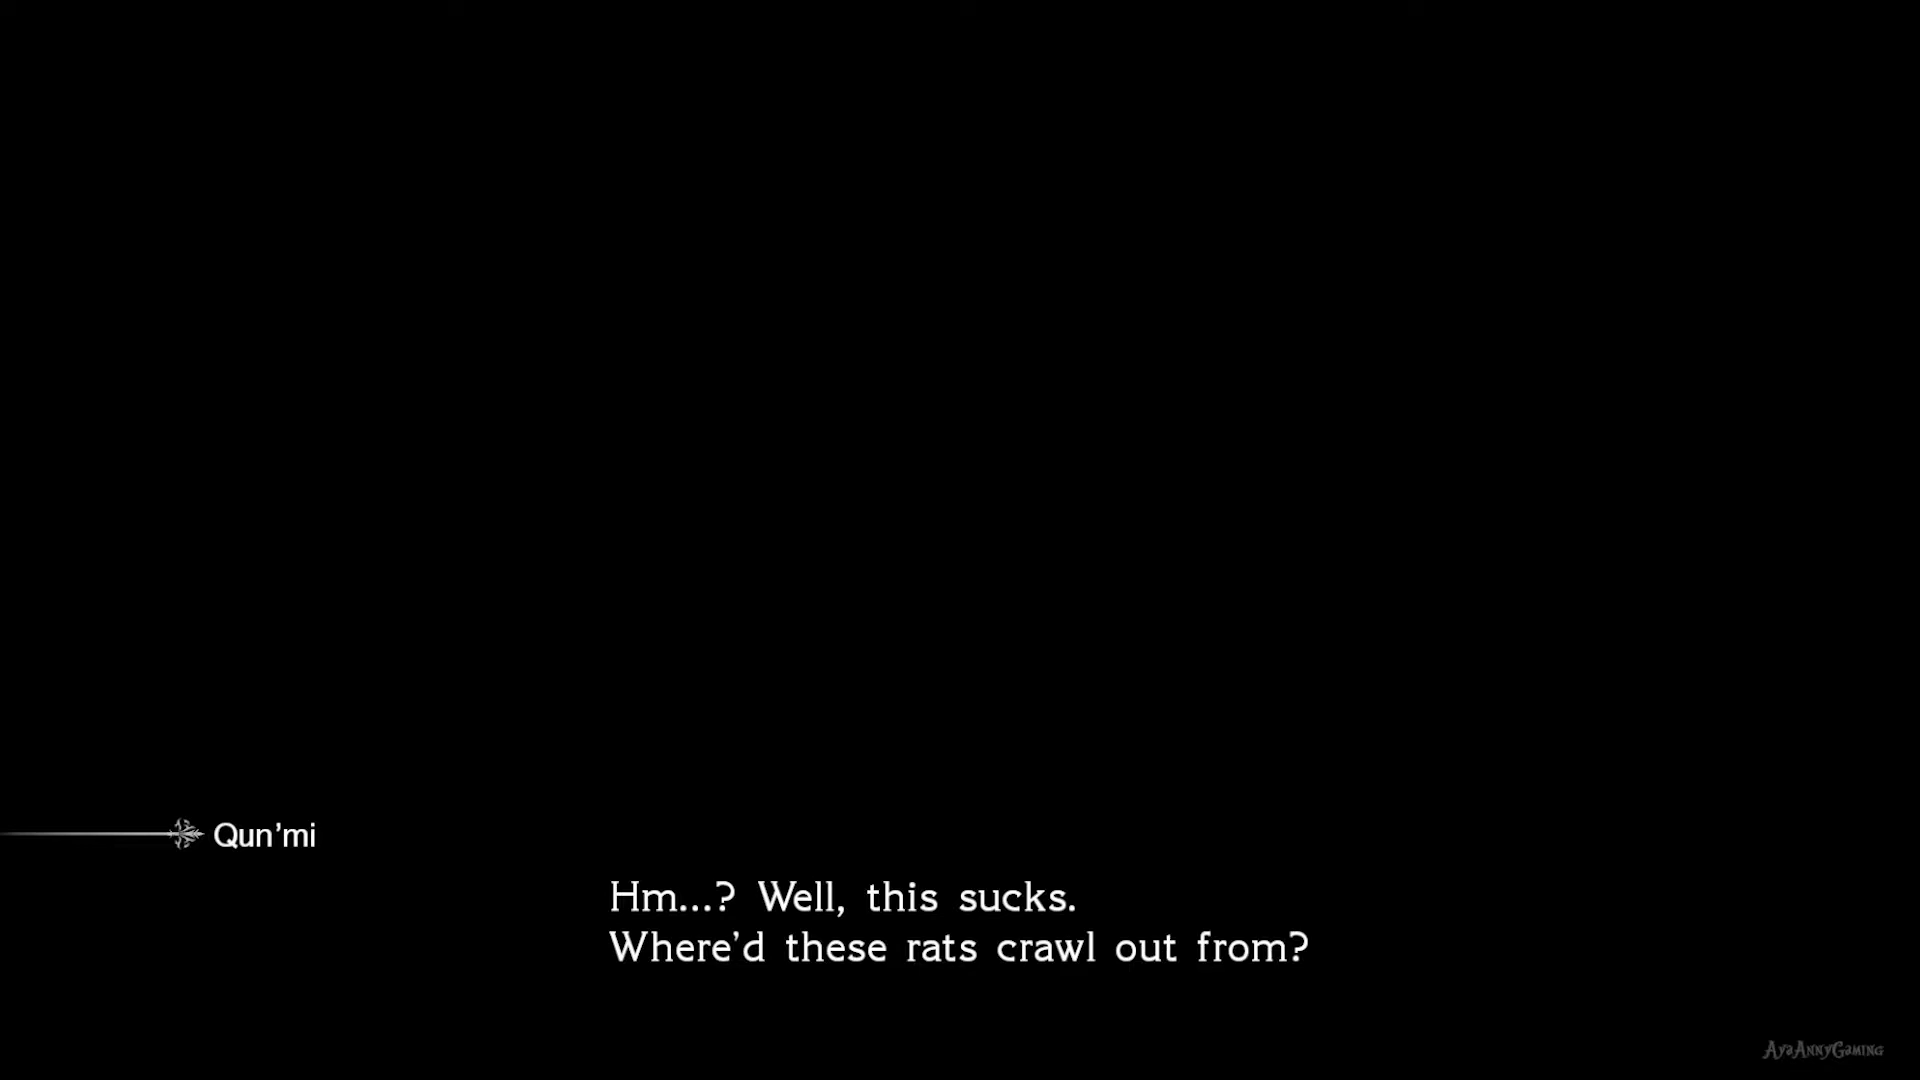 Qun’mi
Hm...? Well, this sucks.
Where’d these rats crawl out from?
AyaAnnyGaming